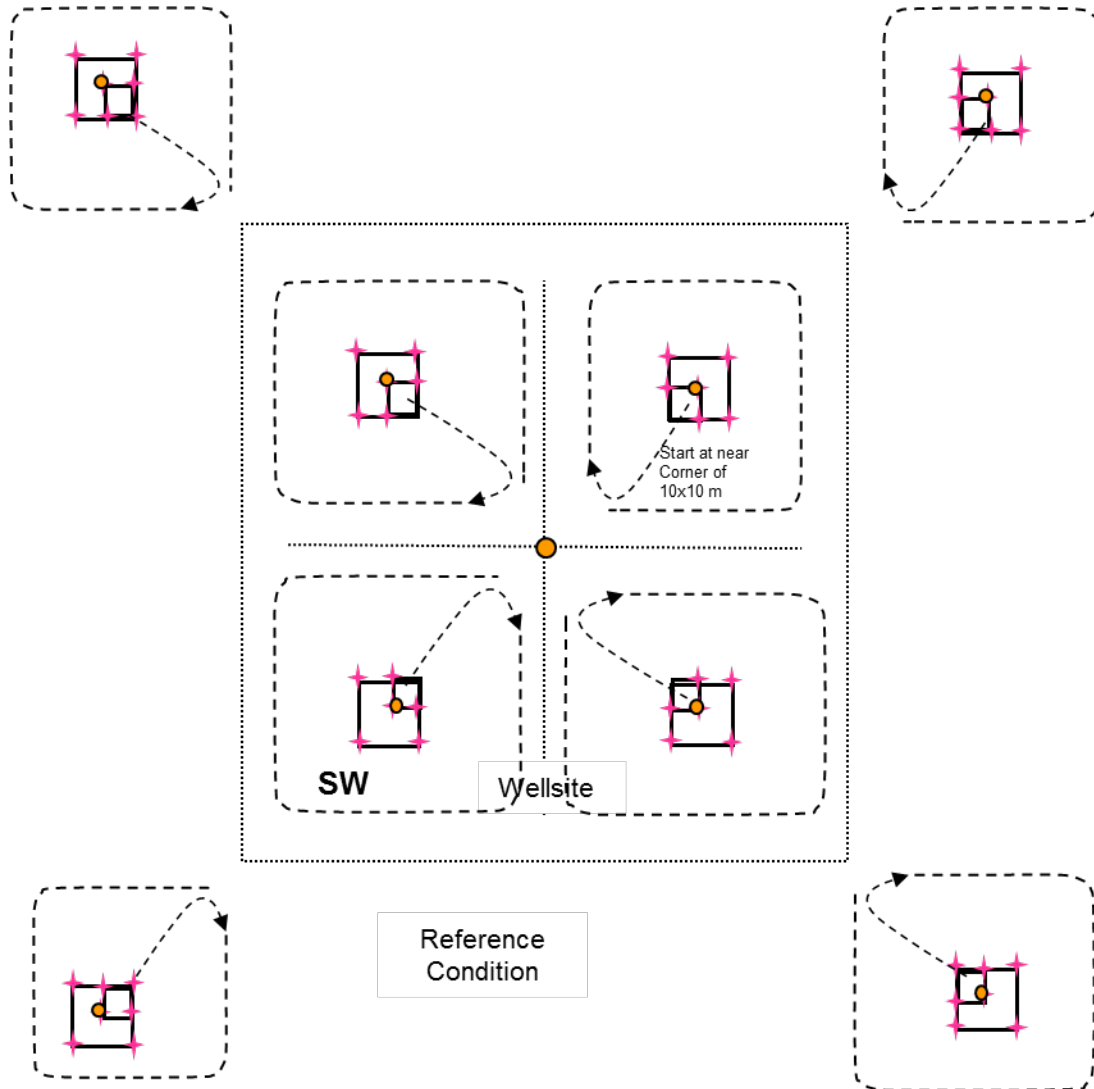 Start at near
Corner of
10x10 m
SW
Wellsite
Reference
Condition